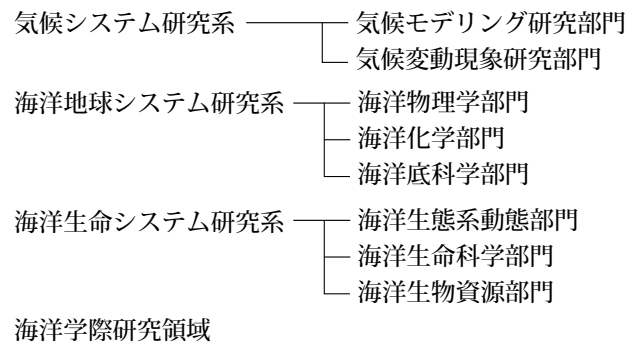 気候システム研究系 気候モデリング研究部門
気候変動現象研究部門
海洋地球システム研究系 海洋物理学部門
海洋化学部門
海洋底科学部門
海洋生命システム研究系 海洋生態系動態部門
海洋生命科学部門
海洋生物資源部門
海洋学際研究領域